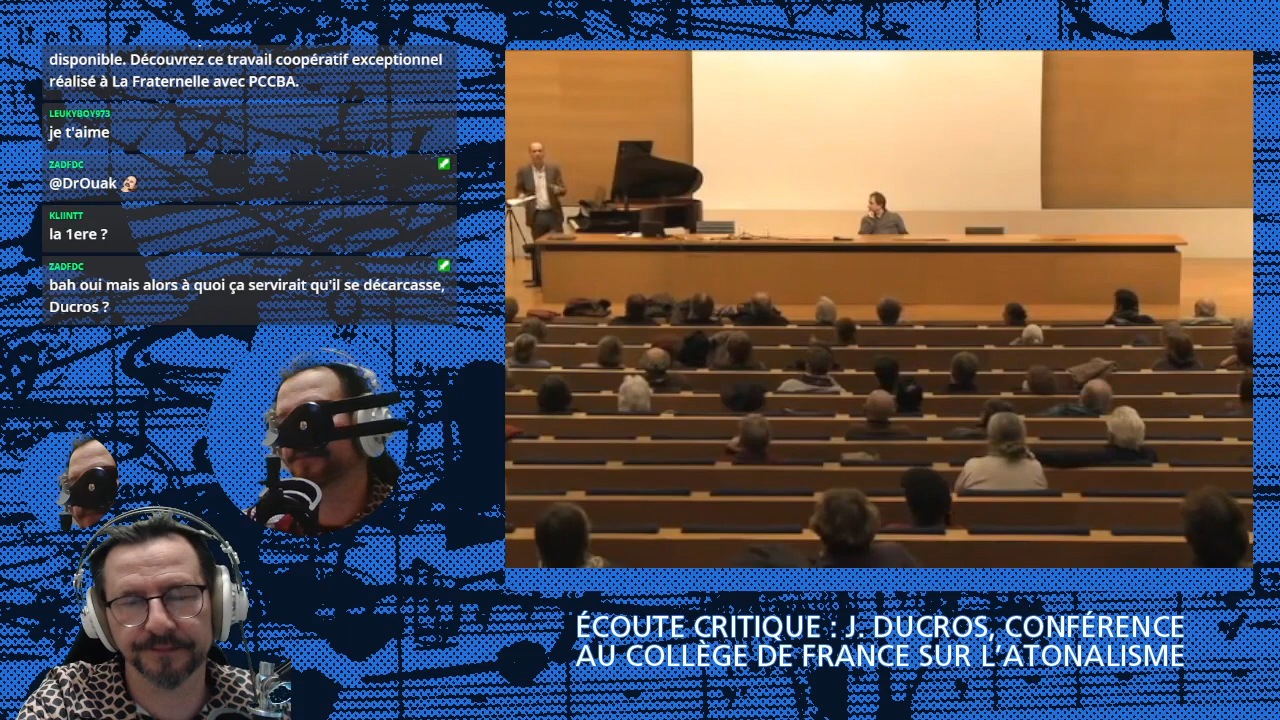 disponible. Découvrez ce travail coopératif exceptionnel
réalisé à La Fraternelle avec PCCBA.
LEUKYBOY973
je t'aime
ZADFDC
@DrOuak
KLIINTT
la 1ere ?
ZADFDC
bah oui mais alors à quoi ça servirait qu'il se décarcasse,
Ducros ?
ÉCOUTE CRITIQUE : J. DUCROS, CONFÉRENCE
AU COLLÈGE DE FRANCE SUR L'ATONALISME